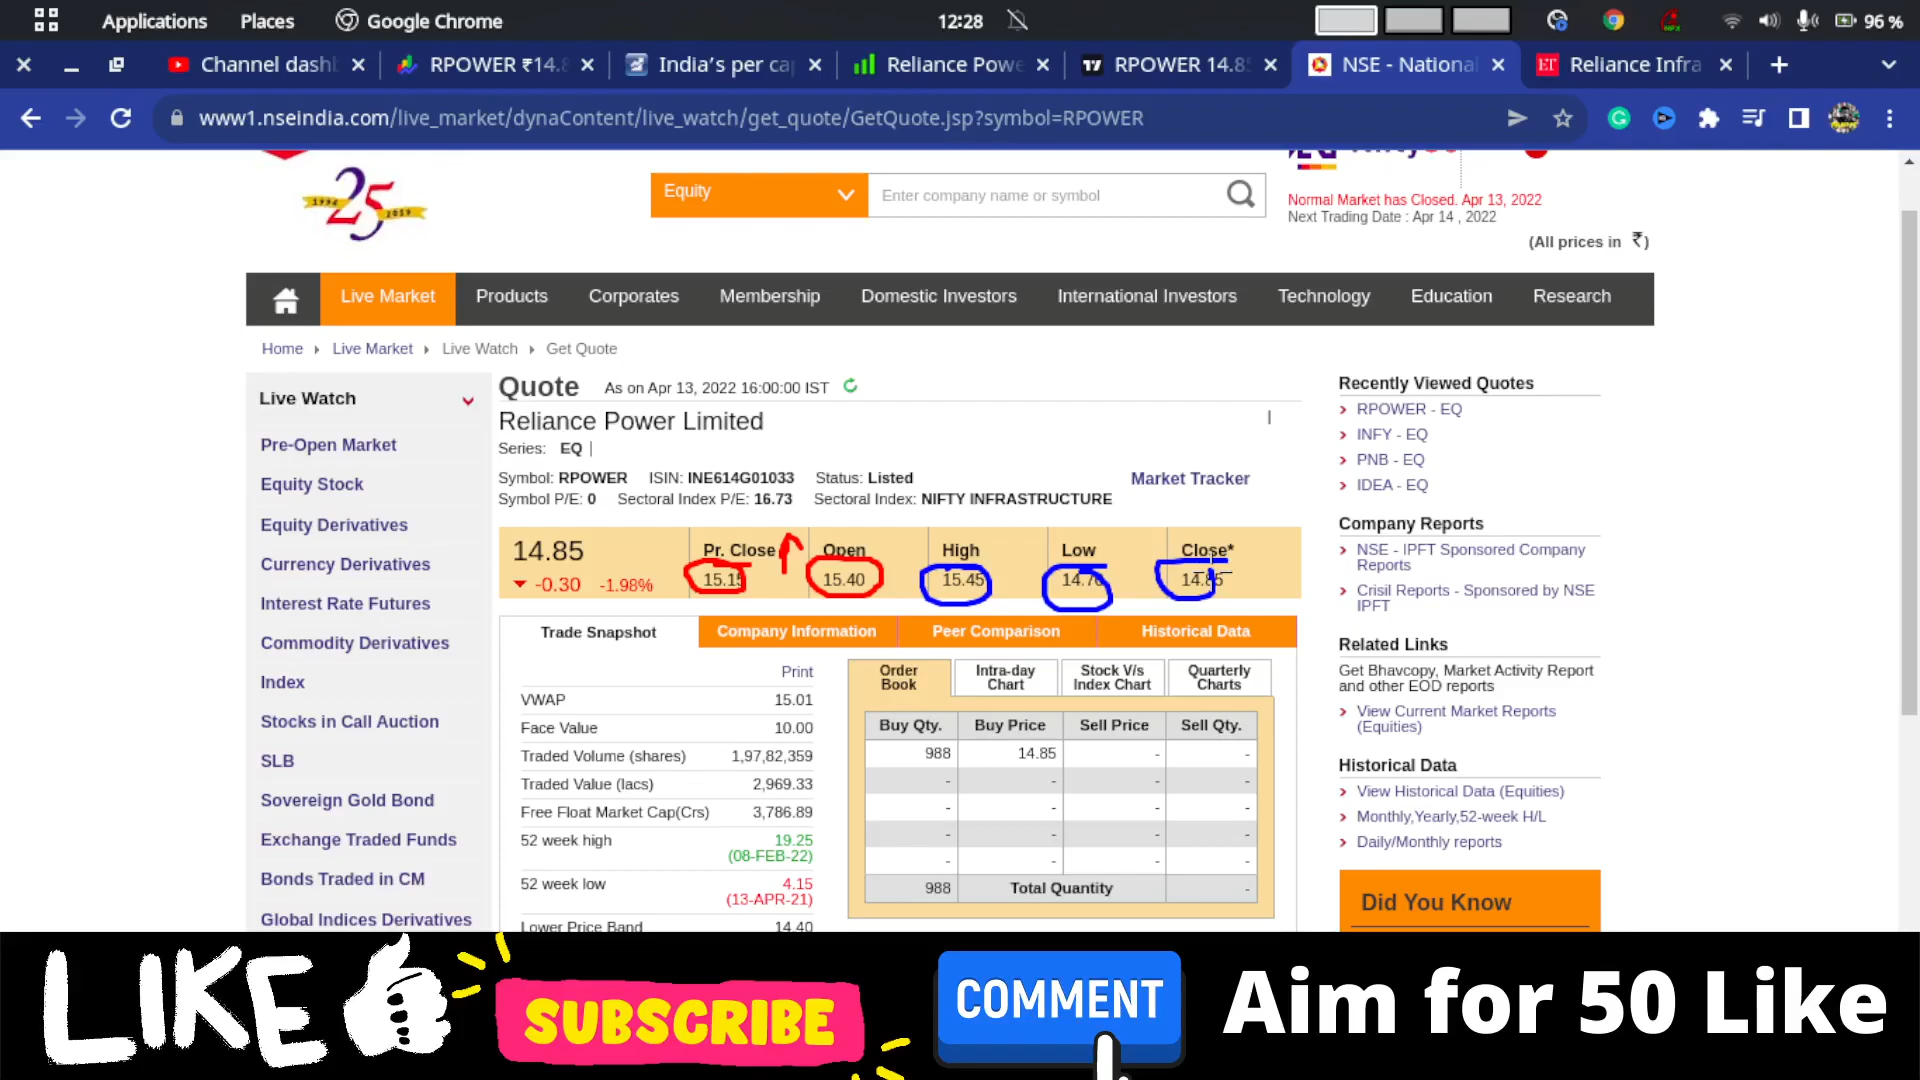 Applications Places Google Chrome 12:28 96 %
Channel dash RPOWER ₹14.8 India's per ca Reliance Powe RPOWER 14.85 NSE - National Reliance Infra
www1.nseindia.com/live_market/dynaContent/live_watch/get_quote/GetQuote.jsp?symbol=RPOWER
1994 25 2019
Equity Enter company name or symbol
Normal Market has Closed. Apr 13, 2022
Next Trading Date : Apr 14 , 2022
(All prices in ₹)
Live Market Products Corporates Membership Domestic Investors International Investors Technology Education Research
Home Live Market Live Watch Get Quote
Live Watch
Pre-Open Market
Equity Stock
Equity Derivatives
Currency Derivatives
Interest Rate Futures
Commodity Derivatives
Index
Stocks in Call Auction
SLB
Sovereign Gold Bond
Exchange Traded Funds
Bonds Traded in CM
Global Indices Derivatives
Quote As on Apr 13, 2022 16:00:00 IST
Reliance Power Limited |
Series: EQ |
Symbol: RPOWER ISIN: INE614G01033 Status: Listed Market Tracker
Symbol P/E: 0 Sectoral Index P/E: 16.73 Sectoral Index: NIFTY INFRASTRUCTURE
14.85 Pr. Close Open High Low Close*
-0.30 -1.98% 15.15 15.40 15.45 14.70 14.85
Trade Snapshot Company Information Peer Comparison Historical Data
Print
VWAP 15.01
Face Value 10.00
Traded Volume (shares) 1,97,82,359
Traded Value (lacs) 2,969.33
Free Float Market Cap(Crs) 3,786.89
52 week high 19.25
(08-FEB-22)
52 week low 4.15
(13-APR-21)
Lower Price Band 14.40
Order Book Intra-day Chart Stock V/s Index Chart Quarterly Charts
Buy Qty. Buy Price Sell Price Sell Qty.
988 14.85 - -
- - - -
- - - -
- - - -
- - - -
988 Total Quantity -
Recently Viewed Quotes
RPOWER - EQ
INFY - EQ
PNB - EQ
IDEA - EQ
Company Reports
NSE - IPFT Sponsored Company
Reports
Crisil Reports - Sponsored by NSE
IPFT
Related Links
Get Bhavcopy, Market Activity Report
and other EOD reports
View Current Market Reports
(Equities)
Historical Data
View Historical Data (Equities)
Monthly,Yearly,52-week H/L
Daily/Monthly reports
Did You Know
LIKE SUBSCRIBE COMMENT Aim for 50 Like